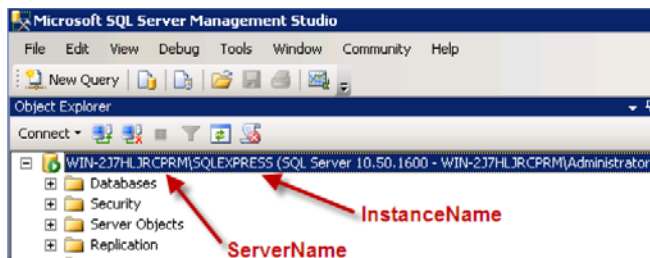 Microsoft SQL Server Management Studio
File Edit View Debug Tools Window Community Help
New Query
Object Explorer
Connect
WIN-2J7HLJRCPRM\SQLEXPRESS (SQL Server 10.50.1600 - WIN-2J7HLJRCPRM\Administrator
Databases
Security
InstanceName
Server Objects
Replication
ServerName